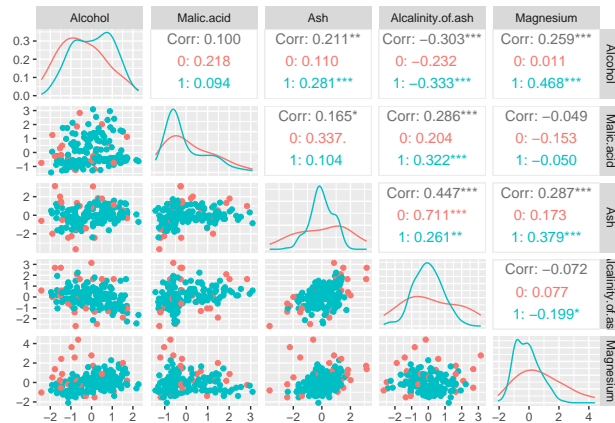 Alcohol Malic.acid Ash Alcalinity.of.ash Magnesium
0.3
0.2
0.1
0.0
Corr: 0.100
0: 0.218
1: 0.094
Corr: 0.211**
0: 0.110
1: 0.281***
Corr: −0.303***
0: −0.232
1: −0.333***
Corr: 0.259***
0: 0.011
1: 0.468***
Alcohol
3
2
1
0
−1
Corr: 0.165*
0: 0.337.
1: 0.104
Corr: 0.286***
0: 0.204
1: 0.322***
Corr: −0.049
0: −0.153
1: −0.050
Malic.acid
2
0
−2
Corr: 0.447***
0: 0.711***
1: 0.261**
Corr: 0.287***
0: 0.173
1: 0.379***
Ash
3
2
1
0
−1
−2
Corr: −0.072
0: 0.077
1: −0.199*
lcalinity.of.as
4
2
0
−2
Magnesium
−2 −1 0 1 2
−1 0 1 2 3
−2 0 2
−2 −1 0 1 2 3
−2 0 2 4